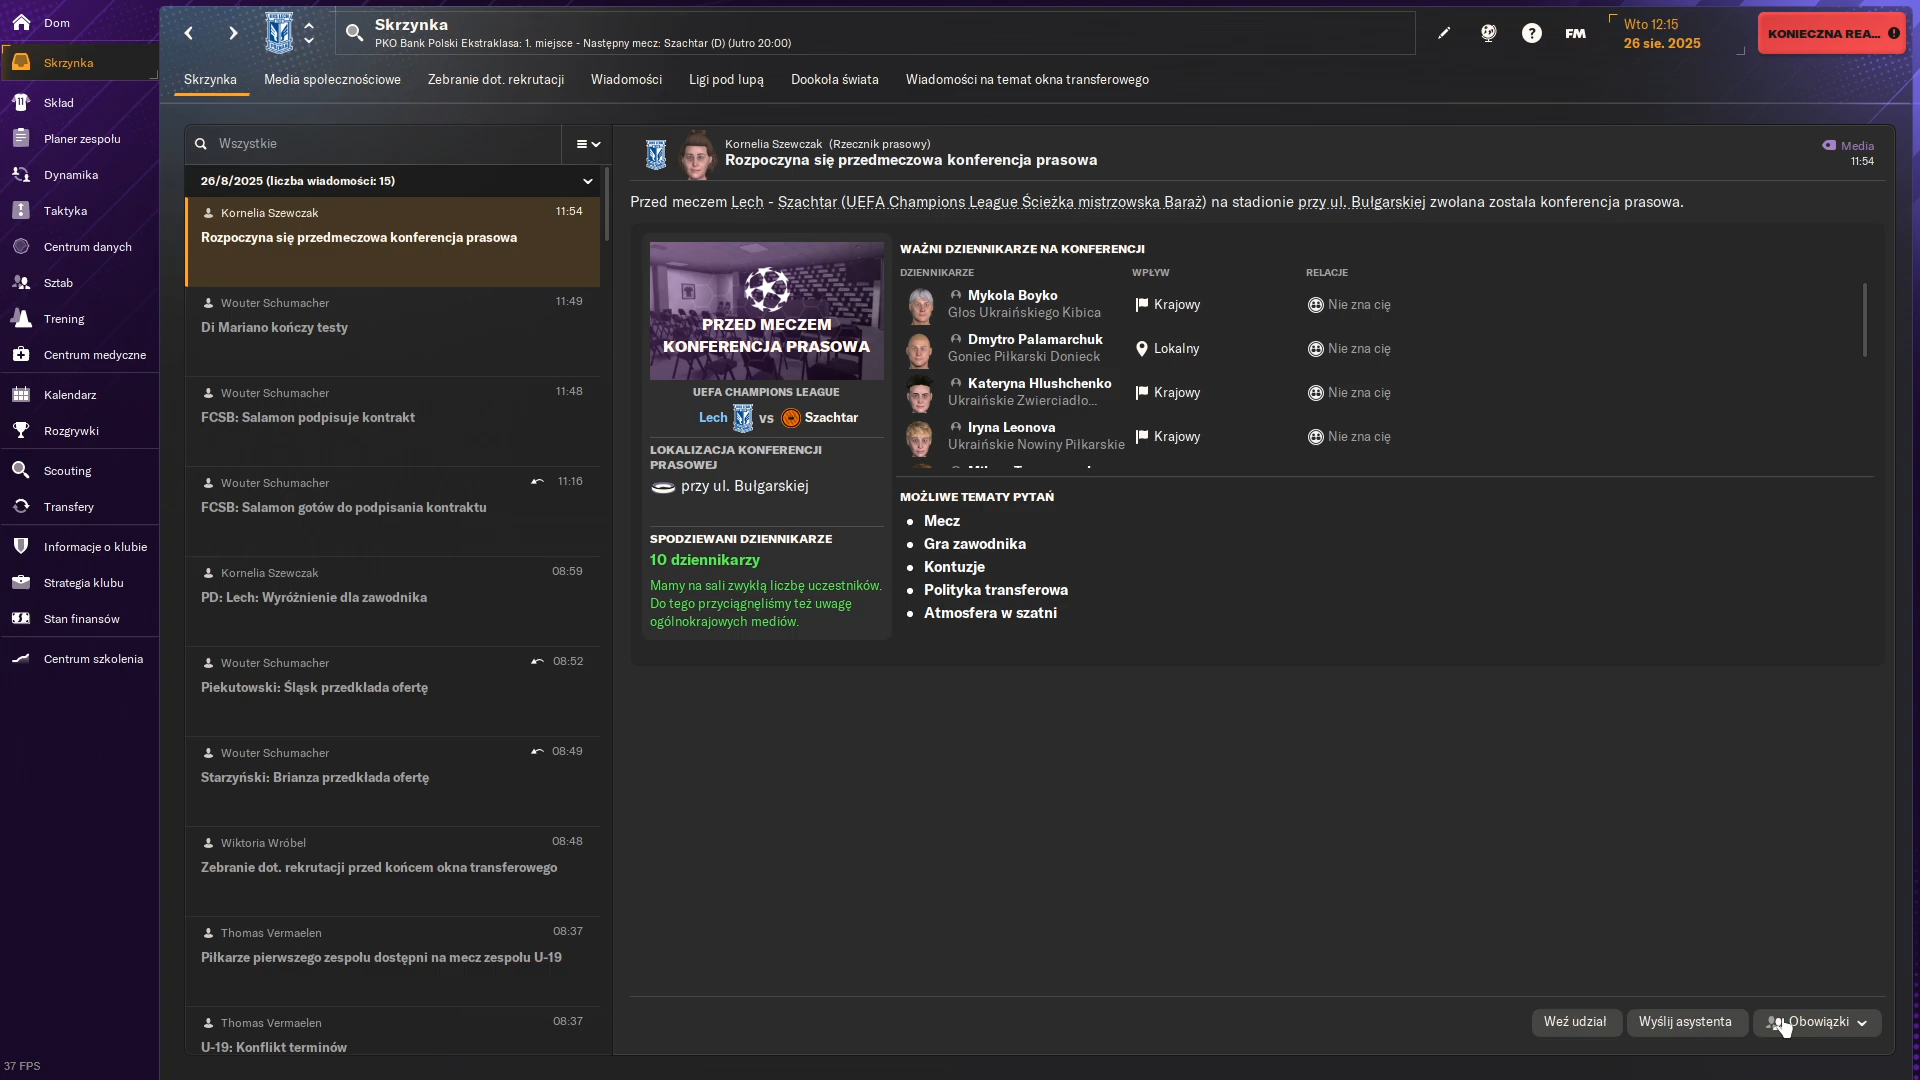 Dom
Skrzynka
Skład
Planer zespołu
Dynamika
Taktyka
Centrum danych
Sztab
Trening
Centrum medyczne
Kalendarz
Rozgrywki
Scouting
Transfery
Informacje o klubie
Strategia klubu
Stan finansów
Centrum szkolenia
37 FPS
Skrzynka
PKO Bank Polski Ekstraklasa: 1. miejsce - Następny mecz: Szachtar (D) (Jutro 20:00)
FM
Wto 12:15
26 sie. 2025
KONIECZNA REA...
Skrzynka
Media społecznościowe
Zebranie dot. rekrutacji
Wiadomości
Ligi pod lupą
Dookoła świata
Wiadomości na temat okna transferowego
Wszystkie
26/8/2025 (liczba wiadomości: 15)
Kornelia Szewczak 11:54
Rozpoczyna się przedmeczowa konferencja prasowa
Wouter Schumacher 11:49
Di Mariano kończy testy
Wouter Schumacher 11:48
FCSB: Salamon podpisuje kontrakt
Wouter Schumacher 11:16
FCSB: Salamon gotów do podpisania kontraktu
Kornelia Szewczak 08:59
PD: Lech: Wyróżnienie dla zawodnika
Wouter Schumacher 08:52
Piekutowski: Śląsk przedkłada ofertę
Wouter Schumacher 08:49
Starzyński: Brianza przedkłada ofertę
Wiktoria Wróbel 08:48
Zebranie dot. rekrutacji przed końcem okna transferowego
Thomas Vermaelen 08:37
Piłkarze pierwszego zespołu dostępni na mecz zespołu U-19
Thomas Vermaelen 08:37
U-19: Konflikt terminów
Kornelia Szewczak (Rzecznik prasowy)
Rozpoczyna się przedmeczowa konferencja prasowa
Media
11:54
Przed meczem Lech - Szachtar (UEFA Champions League Ścieżka mistrzowska Baraż) na stadionie przy ul. Bułgarskiej zwołana została konferencja prasowa.
PRZED MECZEM
KONFERENCJA PRASOWA
UEFA CHAMPIONS LEAGUE
Lech vs Szachtar
LOKALIZACJA KONFERENCJI
PRASOWEJ
przy ul. Bułgarskiej
SPODZIEWANI DZIENNIKARZE
10 dziennikarzy
Mamy na sali zwykłą liczbę uczestników.
Do tego przyciągnęliśmy też uwagę
ogólnokrajowych mediów.
WAŻNI DZIENNIKARZE NA KONFERENCJI
DZIENNIKARZE WPŁYW RELACJE
Mykola Boyko
Głos Ukraińskiego Kibica
Krajowy
Nie zna cię
Dmytro Palamarchuk
Goniec Piłkarski Donieck
Lokalny
Nie zna cię
Kateryna Hlushchenko
Ukraińskie Zwierciadło...
Krajowy
Nie zna cię
Iryna Leonova
Ukraińskie Nowiny Piłkarskie
Krajowy
Nie zna cię
MOŻLIWE TEMATY PYTAŃ
Mecz
Gra zawodnika
Kontuzje
Polityka transferowa
Atmosfera w szatni
Weź udział
Wyślij asystenta
Obowiązki